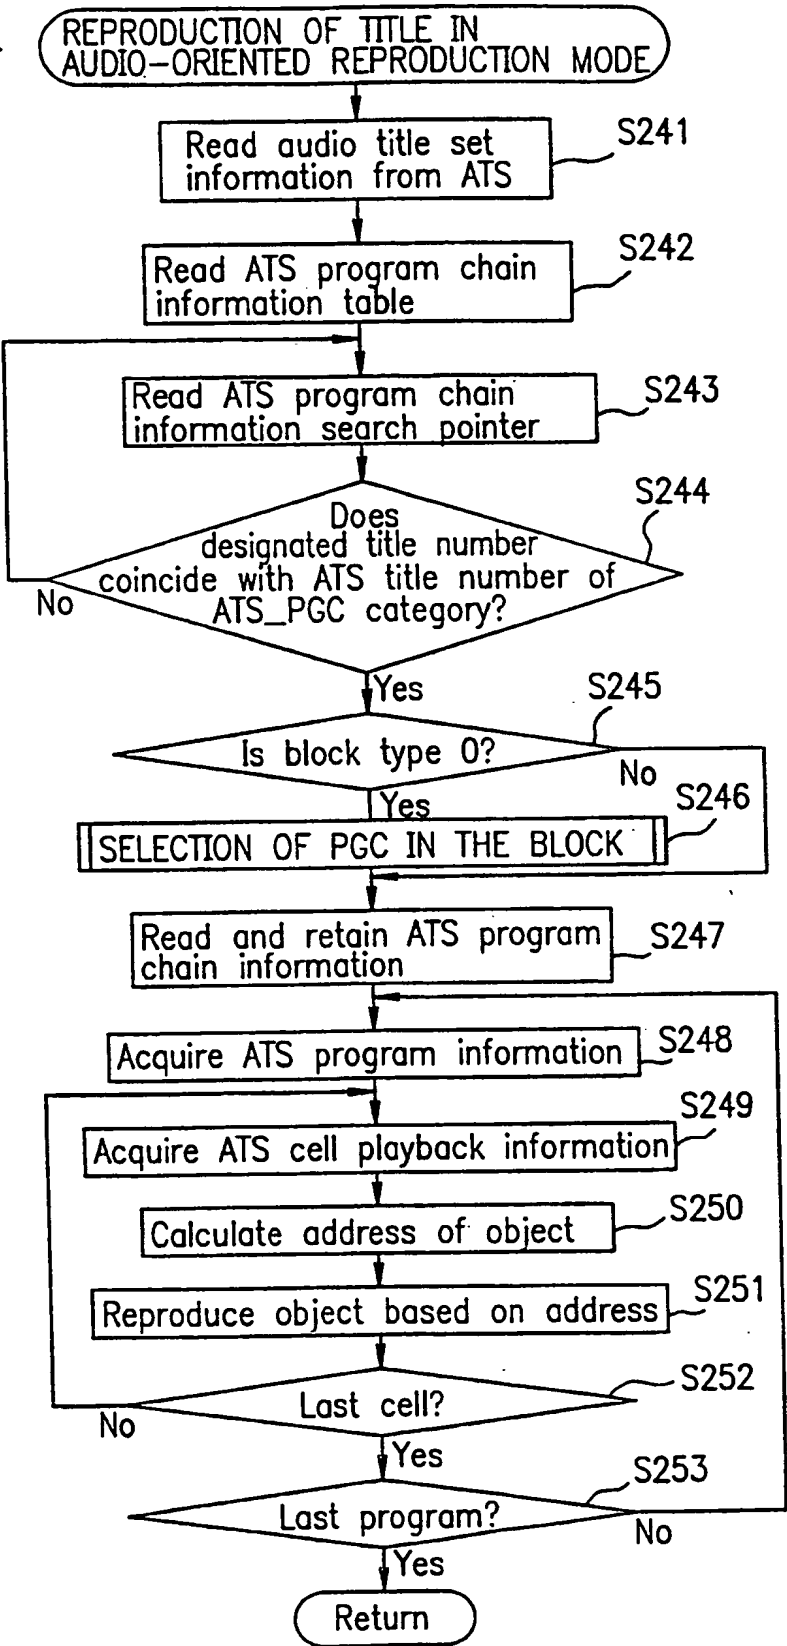 REPRODUCTION OF TITLE IN
AUDIO-ORIENTED REPRODUCTION MODE
Read audio title set
information from ATS
S241
Read ATS program chain
information table
S242
Read ATS program chain
information search pointer
S243
Does
designated title number
coincide with ATS title number of
ATS_PGC category?
S244
No
Yes
Is block type 0?
S245
No
Yes
SELECTION OF PGC IN THE BLOCK
S246
Read and retain ATS program
chain information
S247
Acquire ATS program information
S248
Acquire ATS cell playback information
S249
Calculate address of object
S250
Reproduce object based on address
S251
Last cell?
S252
No
Yes
Last program?
S253
No
Yes
Return